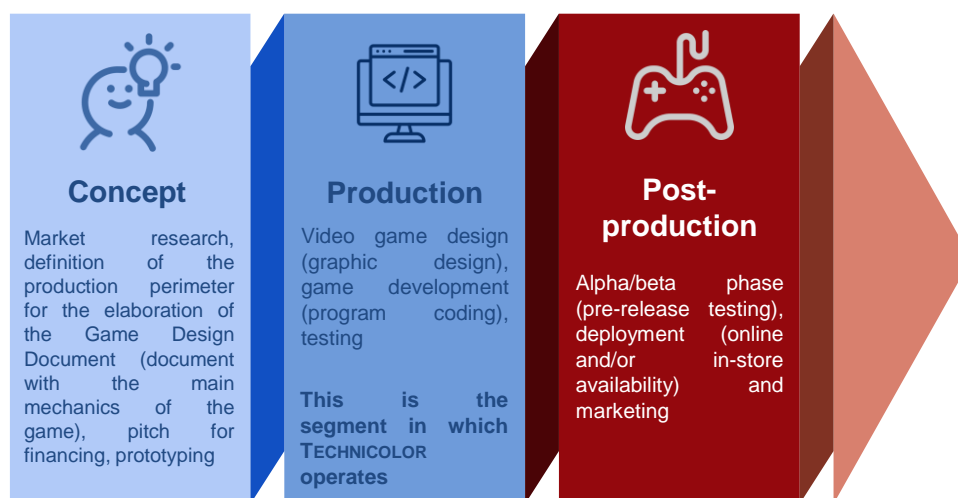 </>
Concept
Market research,
definition of the
production perimeter
for the elaboration of
the Game Design
Document (document
with the main
mechanics of the
game), pitch for
financing, prototyping
Production
Video game design
(graphic design),
game development
(program coding),
testing
This is the
segment in which
TECHNICOLOR
operates
Post-
production
Alpha/beta phase
(pre-release testing),
deployment (online
and/or in-store
availability) and
marketing